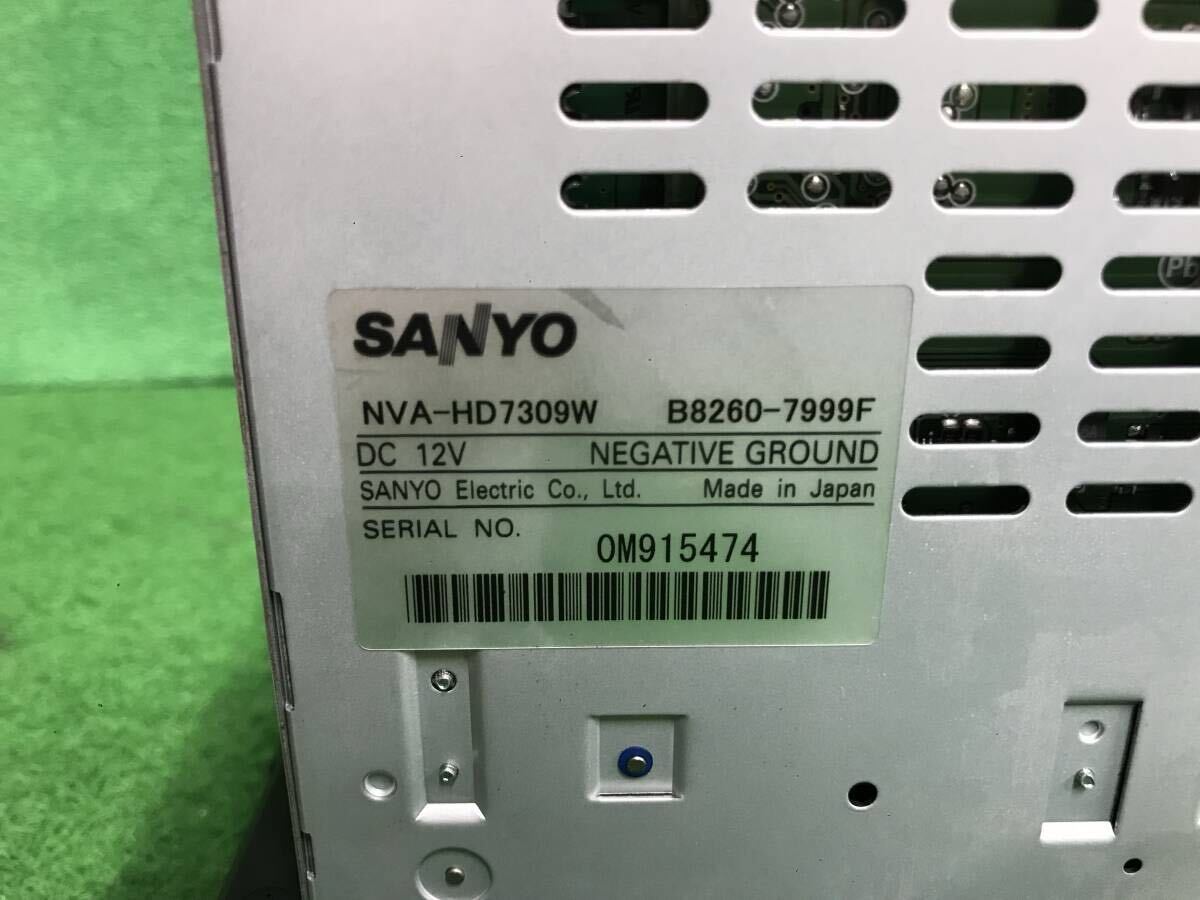 SANYO
NVA-HD7309W B8260-7999F
DC 12V NEGATIVE GROUND
SANYO Electric Co., Ltd. Made in Japan
SERIAL NO.
0M915474